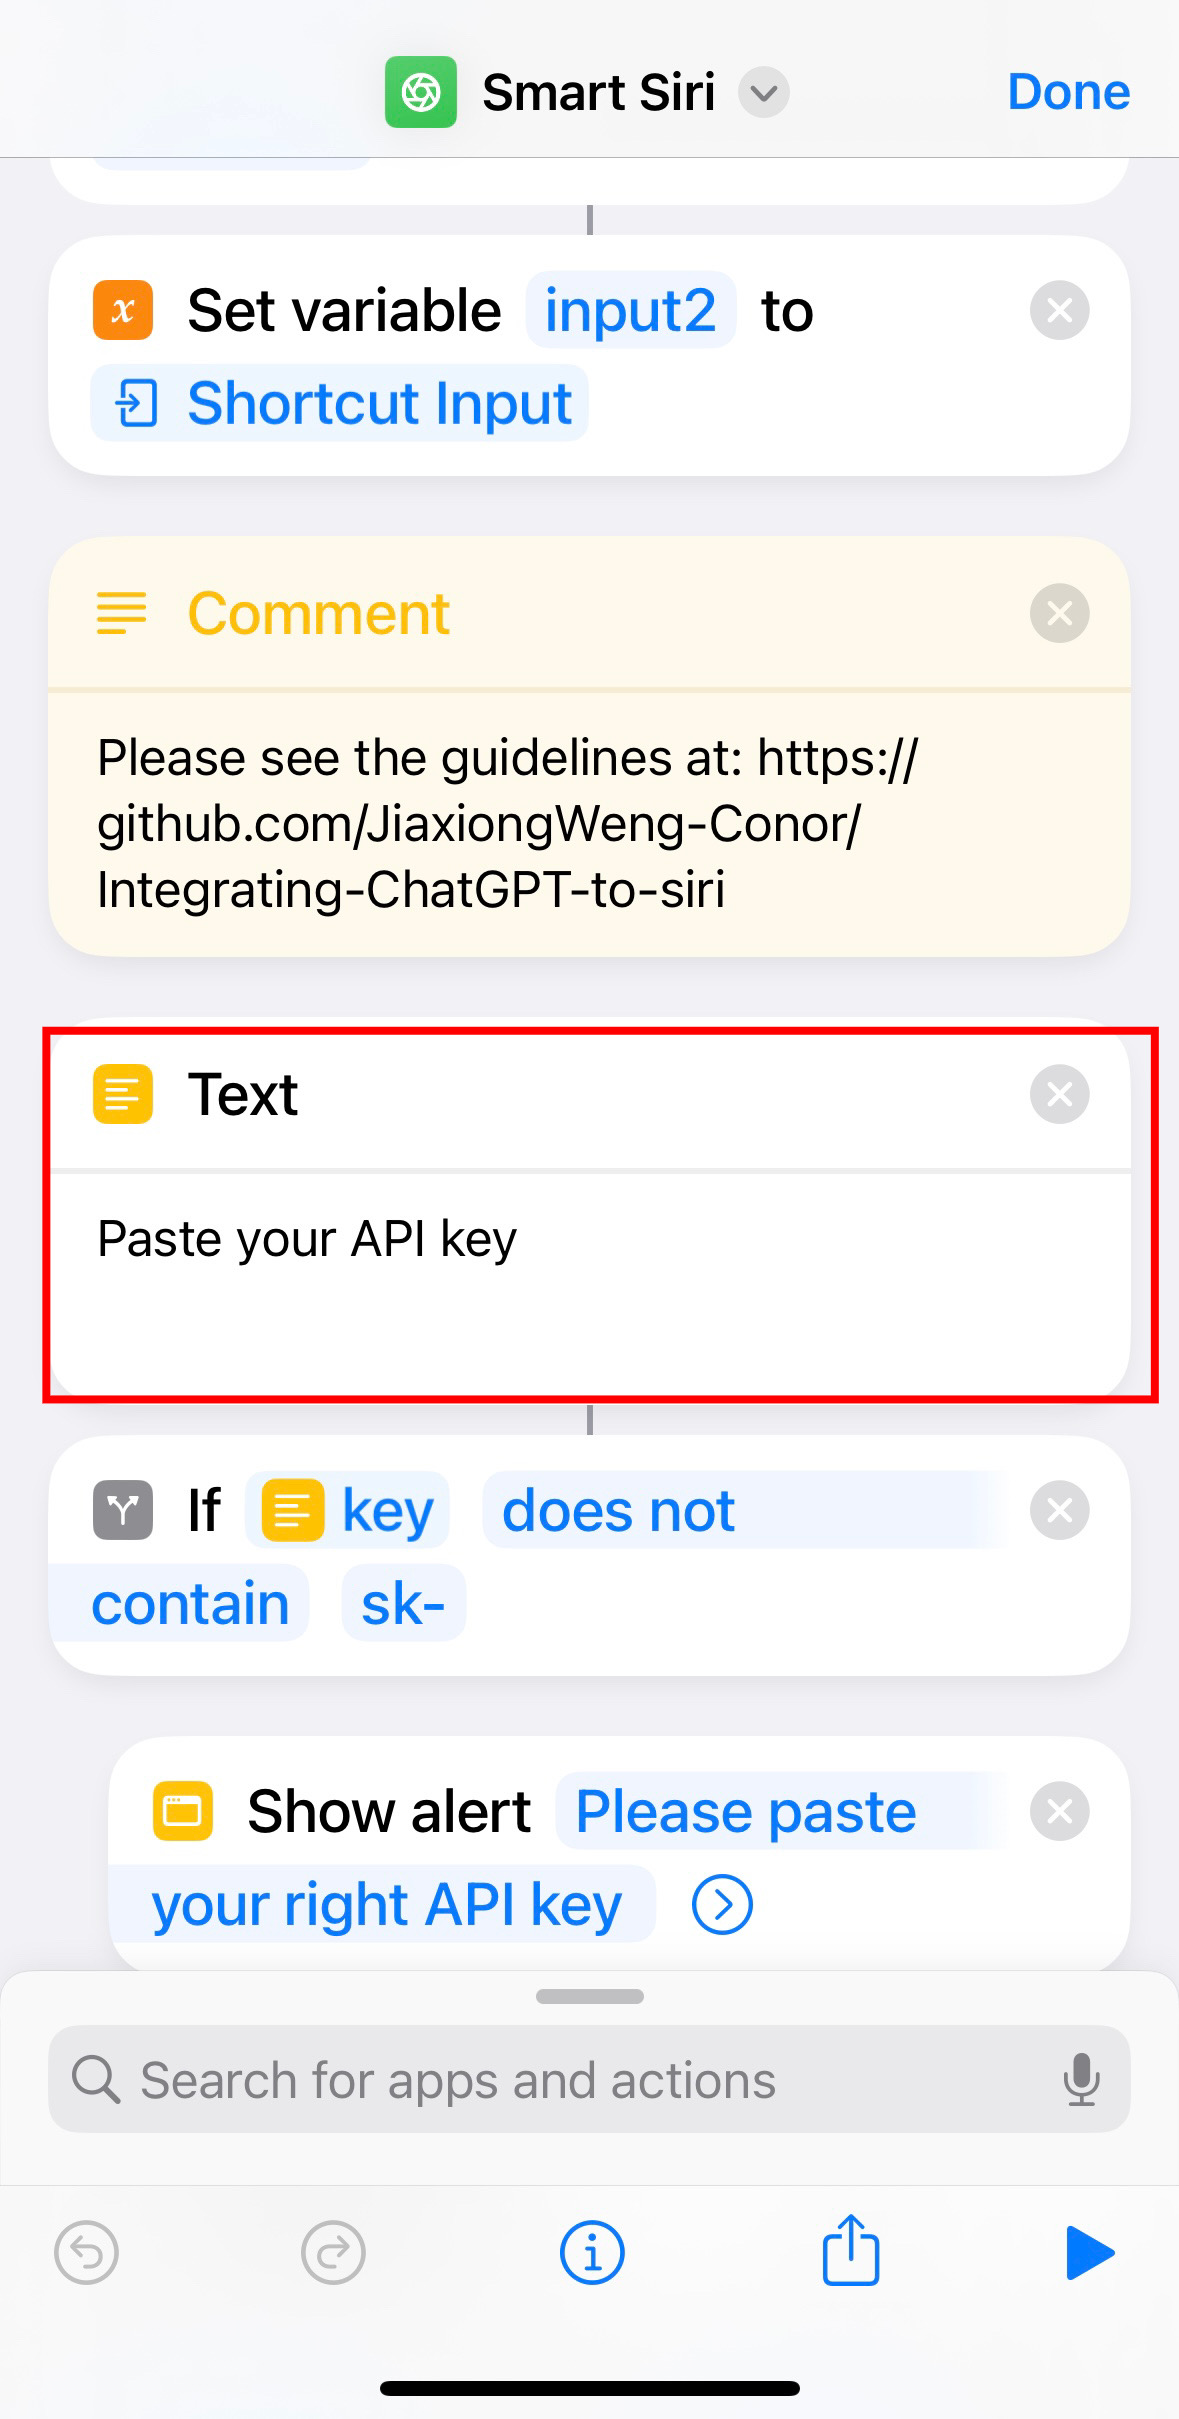 Smart Siri
Done
x Set variable input2 to
Shortcut Input
Comment
Please see the guidelines at: https://
github.com/JiaxiongWeng-Conor/
Integrating-ChatGPT-to-siri
Text
Paste your API key
If key does not
contain sk-
Show alert Please paste
your right API key
Search for apps and actions